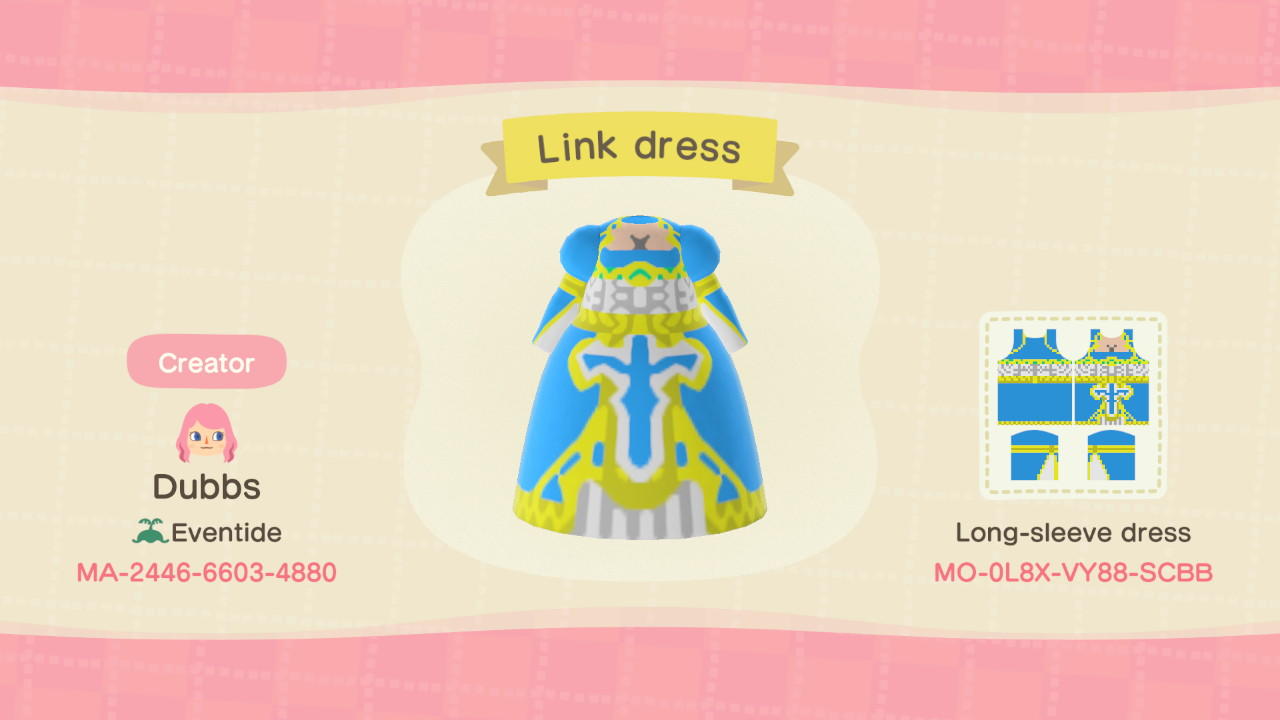 Link dress
Creator
Dubbs
Eventide
MA-2446-6603-4880
Long-sleeve dress
MO-0L8X-VY88-SCBB